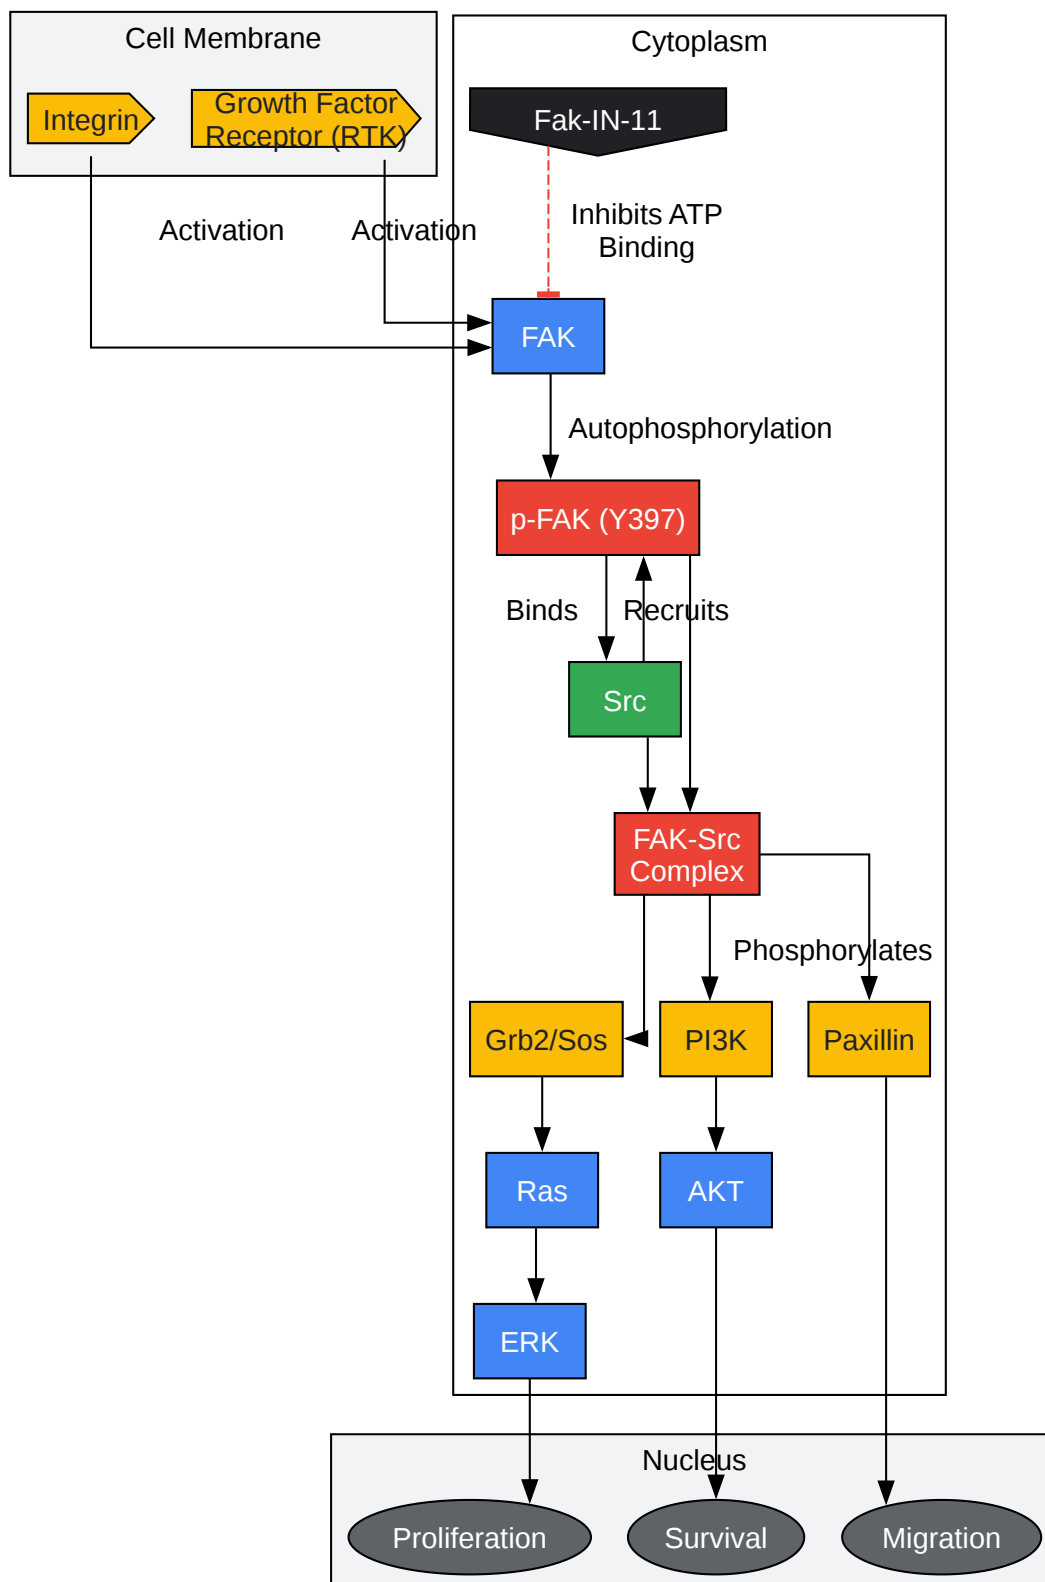 Cell Membrane
Integrin
Growth Factor
Receptor (RTK)
Cytoplasm
Fak-IN-11
Activation
Activation
Inhibits ATP
Binding
FAK
Autophosphorylation
p-FAK (Y397)
Binds
Recruits
Src
FAK-Src
Complex
Phosphorylates
Grb2/Sos
PI3K
Paxillin
Ras
AKT
ERK
Nucleus
Proliferation
Survival
Migration